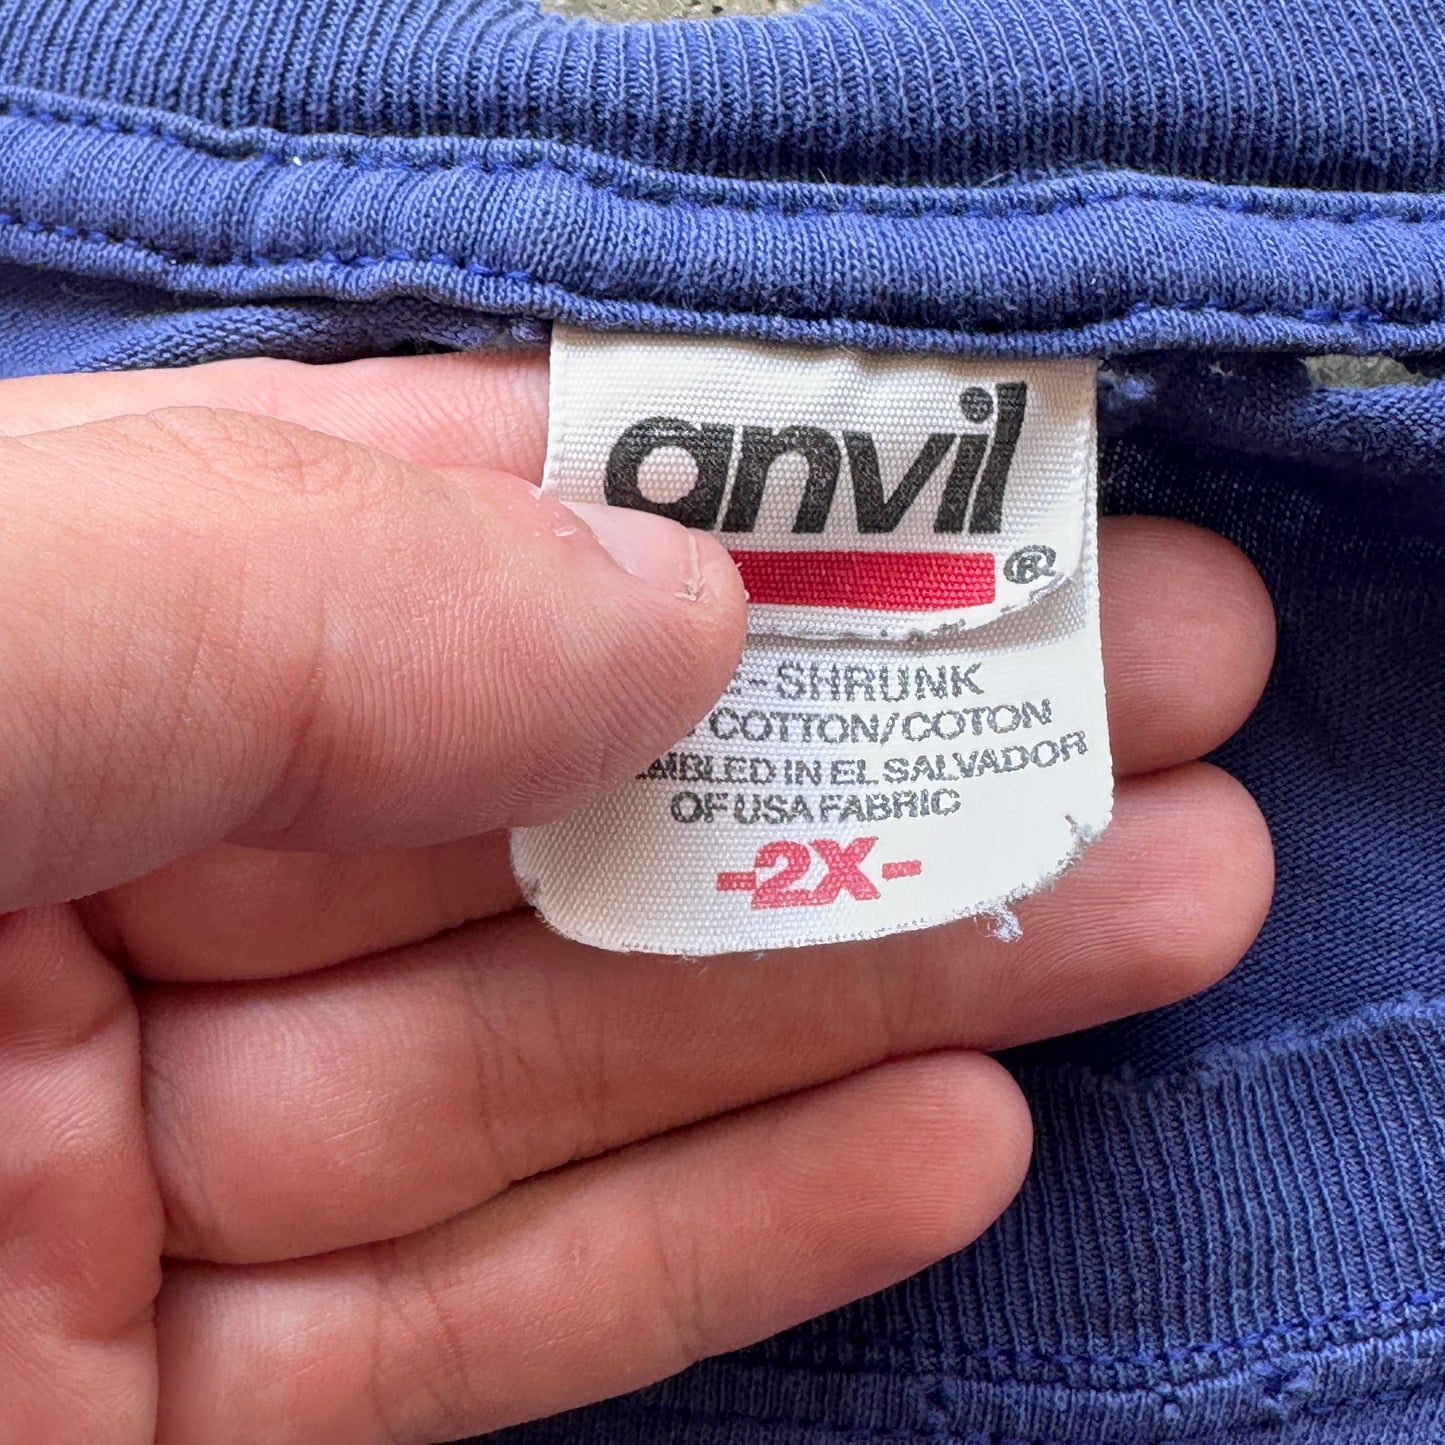 anvil
®
-SHRUNK
COTTON/COTON
MBLED IN EL SALVADOR
OF USA FABRIC
-2X-